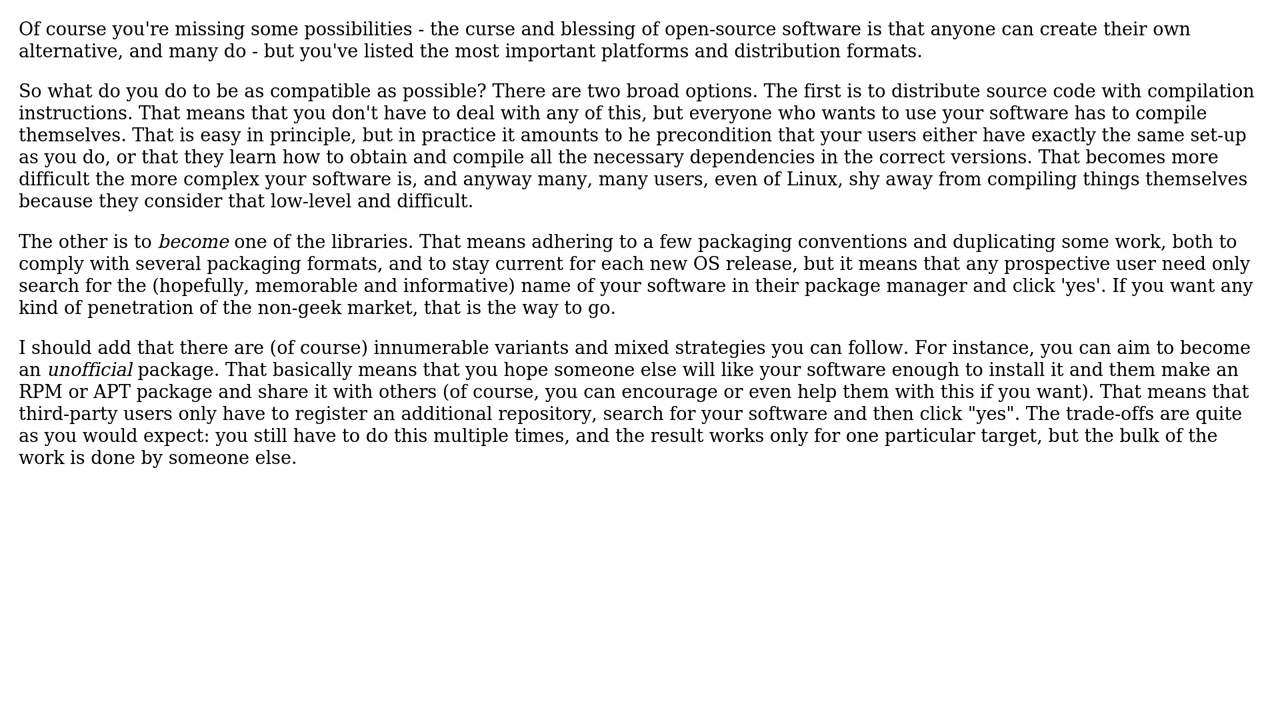 Of course you're missing some possibilities - the curse and blessing of open-source software is that anyone can create their own
alternative, and many do - but you've listed the most important platforms and distribution formats.
So what do you do to be as compatible as possible? There are two broad options. The first is to distribute source code with compilation
instructions. That means that you don't have to deal with any of this, but everyone who wants to use your software has to compile
themselves. That is easy in principle, but in practice it amounts to he precondition that your users either have exactly the same set-up
as you do, or that they learn how to obtain and compile all the necessary dependencies in the correct versions. That becomes more
difficult the more complex your software is, and anyway many, many users, even of Linux, shy away from compiling things themselves
because they consider that low-level and difficult.
The other is to become one of the libraries. That means adhering to a few packaging conventions and duplicating some work, both to
comply with several packaging formats, and to stay current for each new OS release, but it means that any prospective user need only
search for the (hopefully, memorable and informative) name of your software in their package manager and click 'yes'. If you want any
kind of penetration of the non-geek market, that is the way to go.
I should add that there are (of course) innumerable variants and mixed strategies you can follow. For instance, you can aim to become
an unofficial package. That basically means that you hope someone else will like your software enough to install it and them make an
RPM or APT package and share it with others (of course, you can encourage or even help them with this if you want). That means that
third-party users only have to register an additional repository, search for your software and then click "yes". The trade-offs are quite
as you would expect: you still have to do this multiple times, and the result works only for one particular target, but the bulk of the
work is done by someone else.